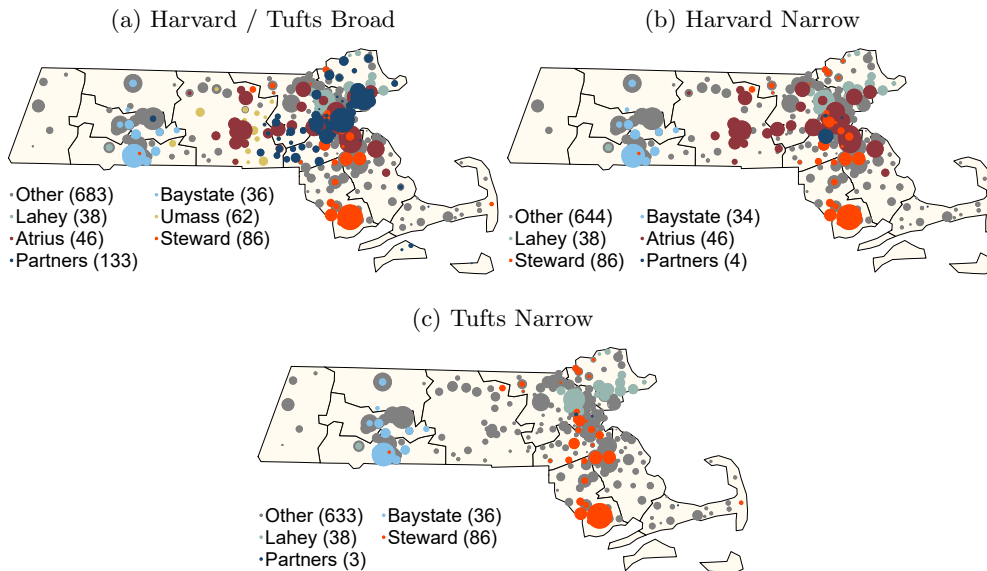 (a) Harvard / Tufts Broad
(b) Harvard Narrow
Other (683) Baystate (36)
Lahey (38) Umass (62)
Atrius (46) Steward (86)
Partners (133)
Other (644) Baystate (34)
Lahey (38) Atrius (46)
Steward (86) Partners (4)
(c) Tufts Narrow
Other (633) Baystate (36)
Lahey (38) Steward (86)
Partners (3)